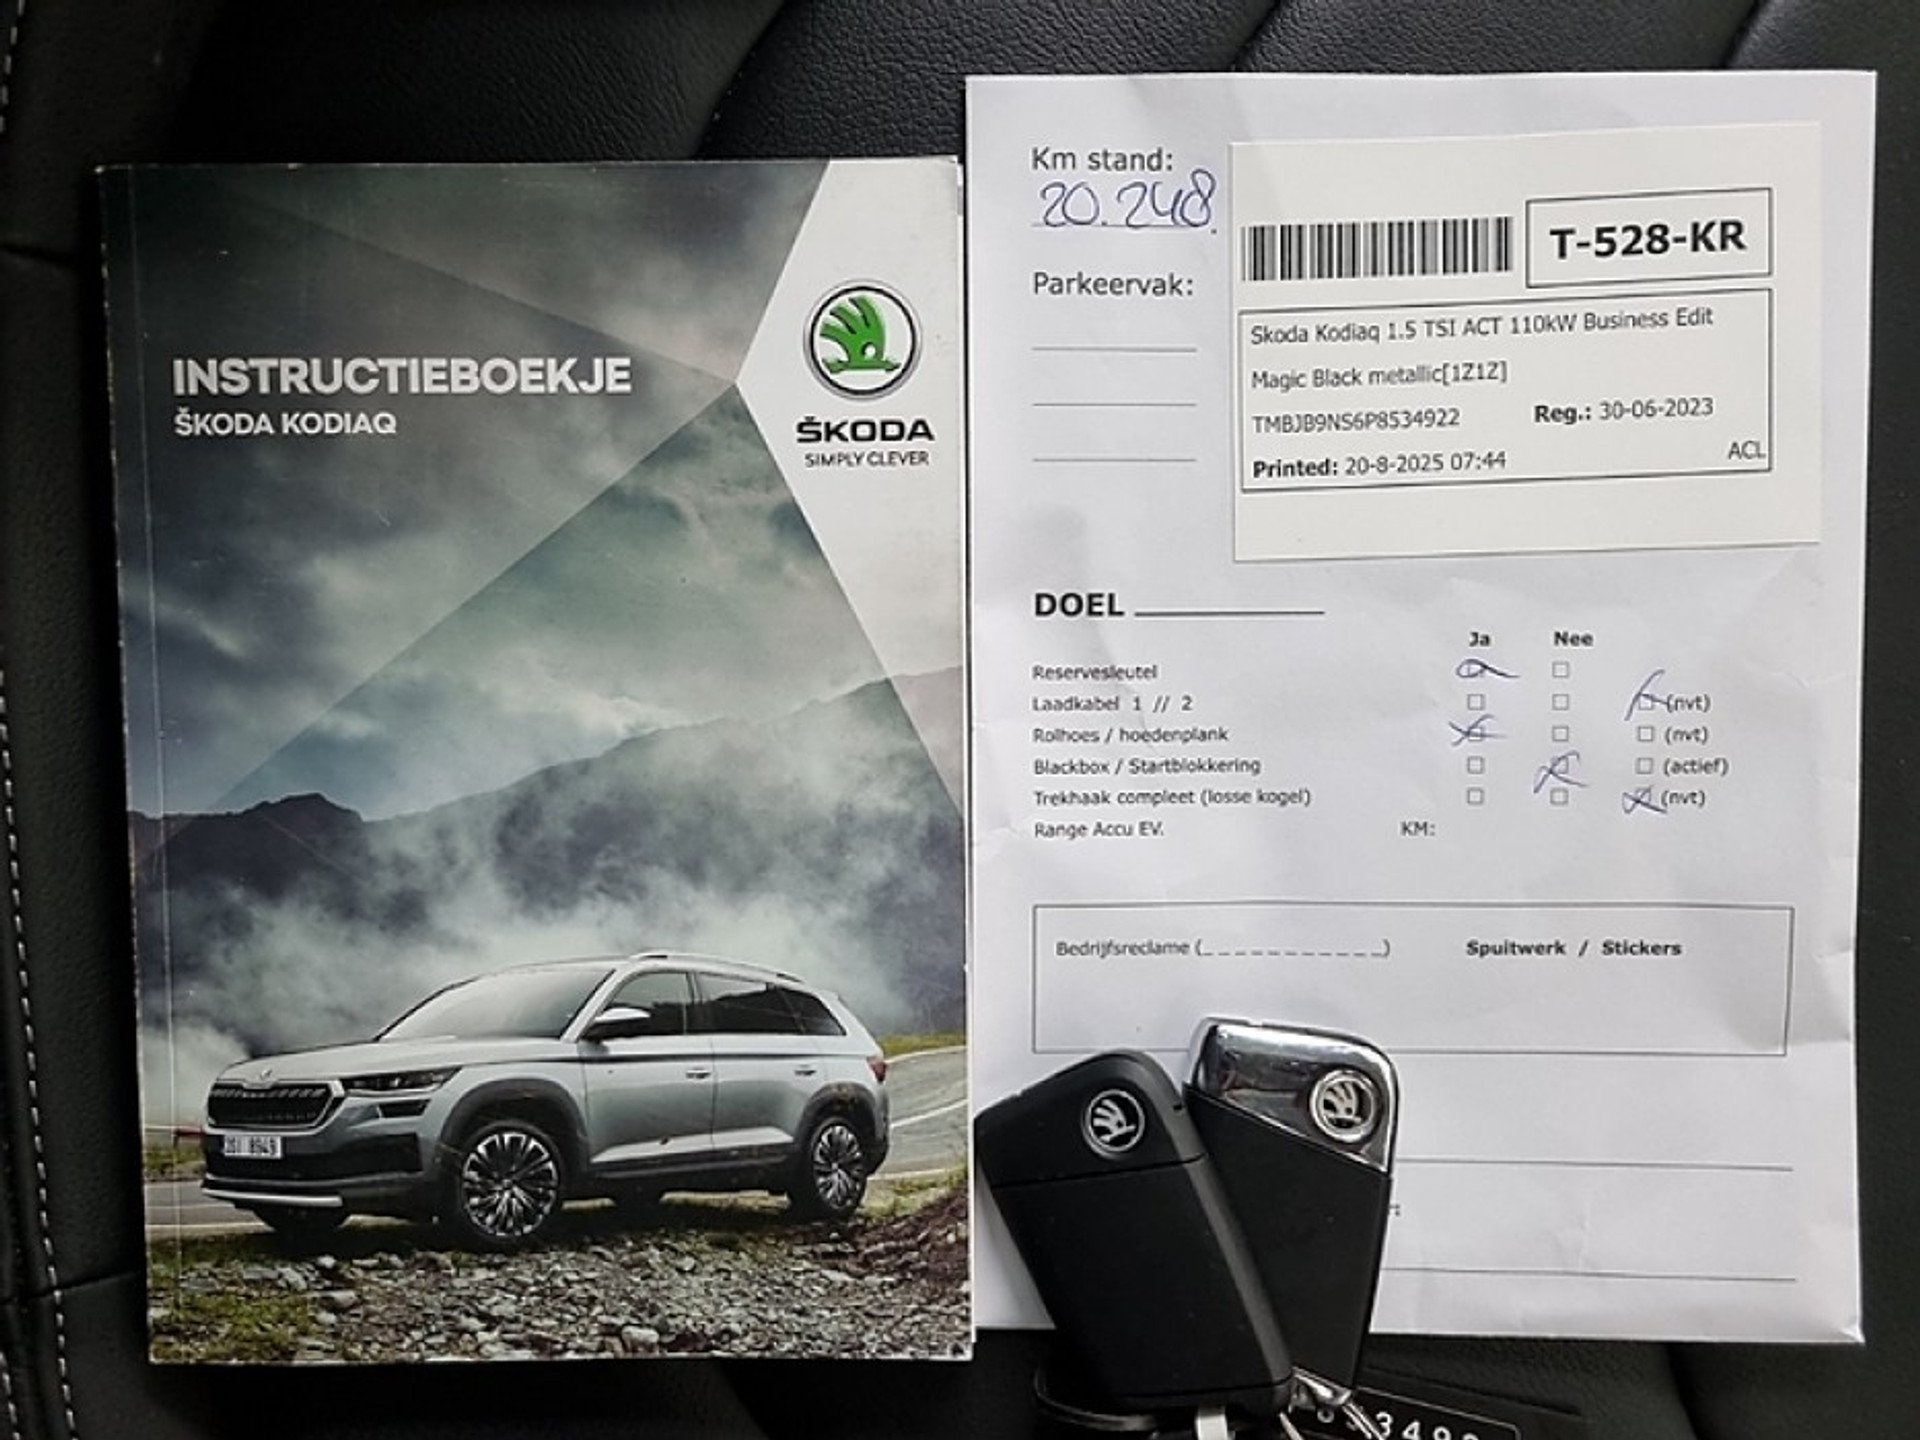 INSTRUCTIEBOEKJE
ŠKODA KODIAQ
ŠKODA
SIMPLY CLEVER
2SI 8949
Km stand:
20.248.
Parkeervak:
T-528-KR
Skoda Kodiaq 1.5 TSI ACT 110kW Business Edit
Magic Black metallic[1Z1Z]
TMBJB9NS6P8534922 Reg.: 30-06-2023
Printed: 20-8-2025 07:44 ACL
DOEL
Ja Nee
Reservesleutel
Laadkabel 1 // 2 (nvt)
Rolhoes / hoedenplank (nvt)
Blackbox / Startblokkering (actief)
Trekhaak compleet (losse kogel) (nvt)
Range Accu EV. KM:
Bedrijfsreclame (_ _ _ _ _ _ _ _ _ _ _ _) Spuitwerk / Stickers